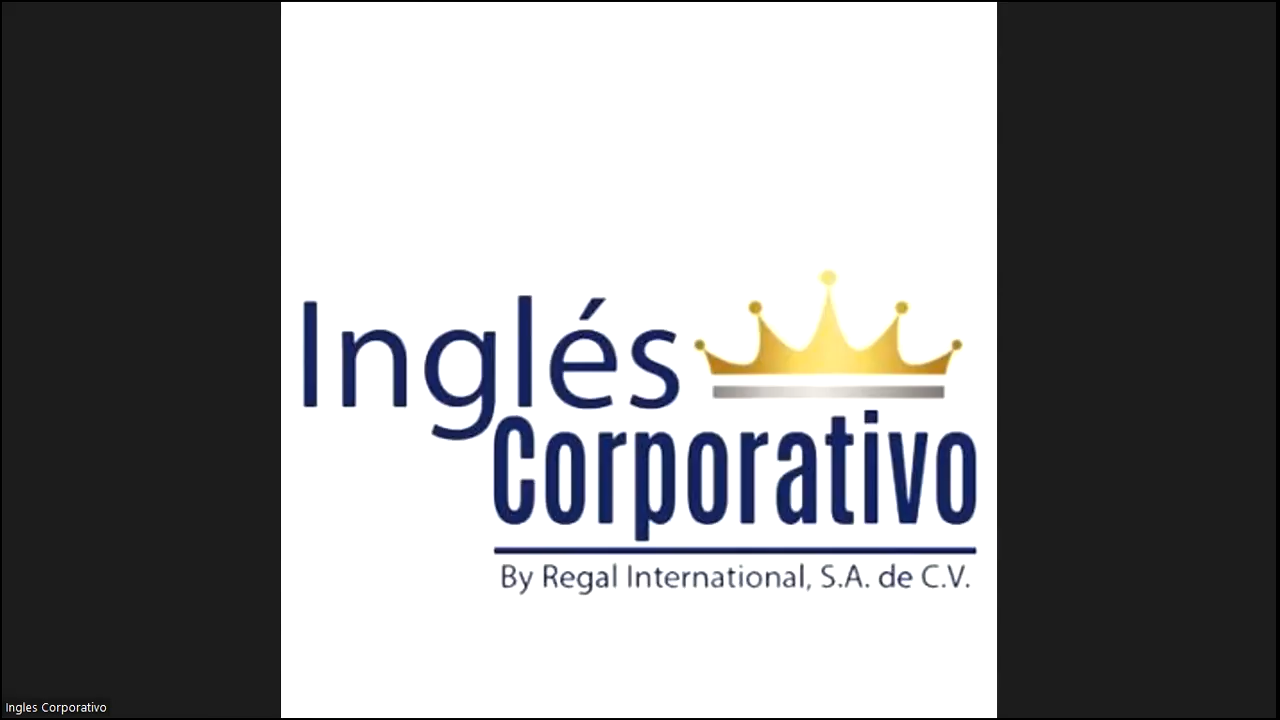 Inglés
Corporativo
By Regal International, S.A. de C.V.
Ingles Corporativo